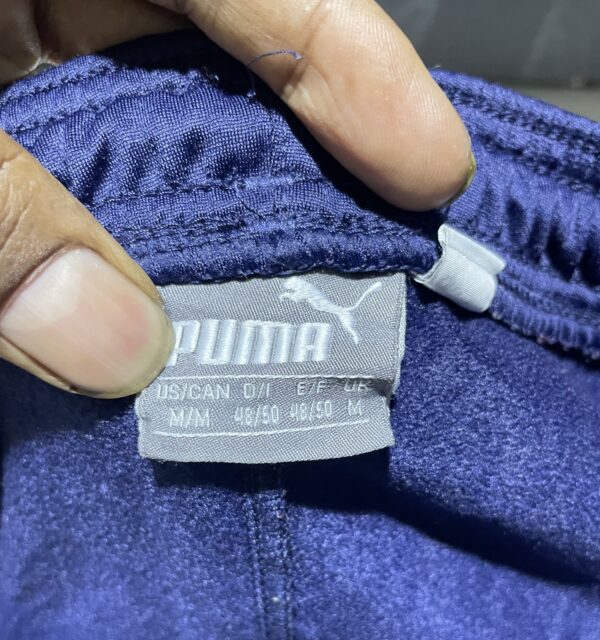 PUMA
US/CAN D/I E/F UK
M/M 48/50 48/50 M